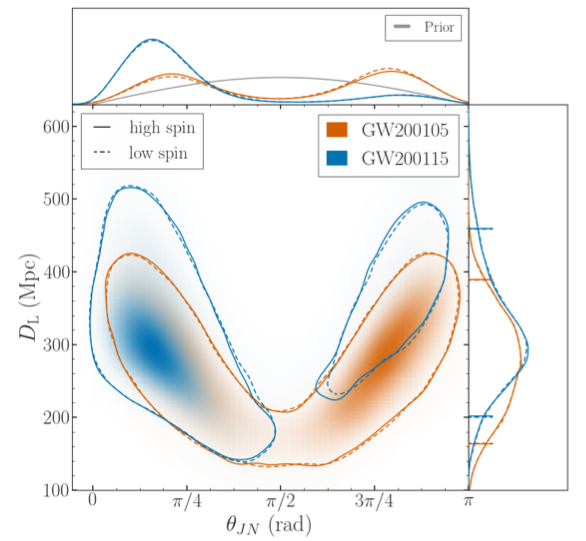 Prior
high spin
low spin
GW200105
GW200115
600
500
400
300
200
100
D_L (Mpc)
0
π/4
π/2
3π/4
π
θ_JN (rad)